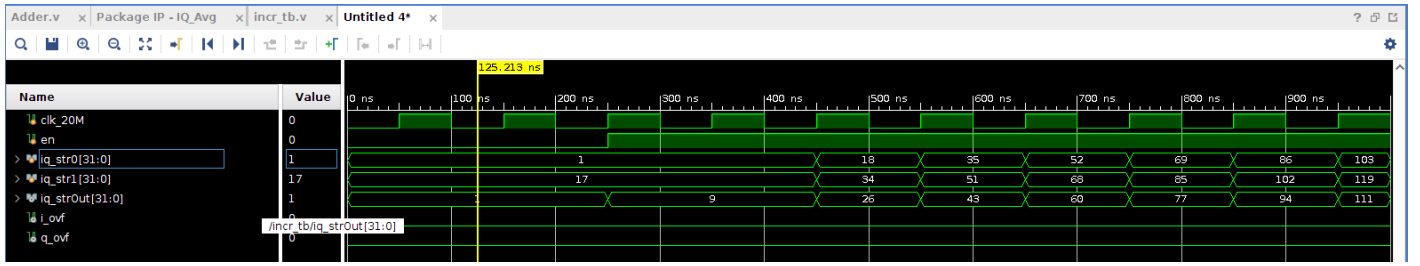 Adder.v x Package IP - IQ_Avg x incr_tb.v x Untitled 4* x ?
125.213 ns
Name Value 0 ns 100 ns 200 ns 300 ns 400 ns 500 ns 600 ns 700 ns 800 ns 900 ns
clk_20M 0
en 0
iq_str0[31:0] 1 1 18 35 52 69 86 103
iq_str1[31:0] 17 17 34 51 68 85 102 119
iq_strOut[31:0] 1 1 9 26 43 60 77 94 111
i_ovf 0
/incr_tb/iq_strOut[31:0]
q_ovf 0